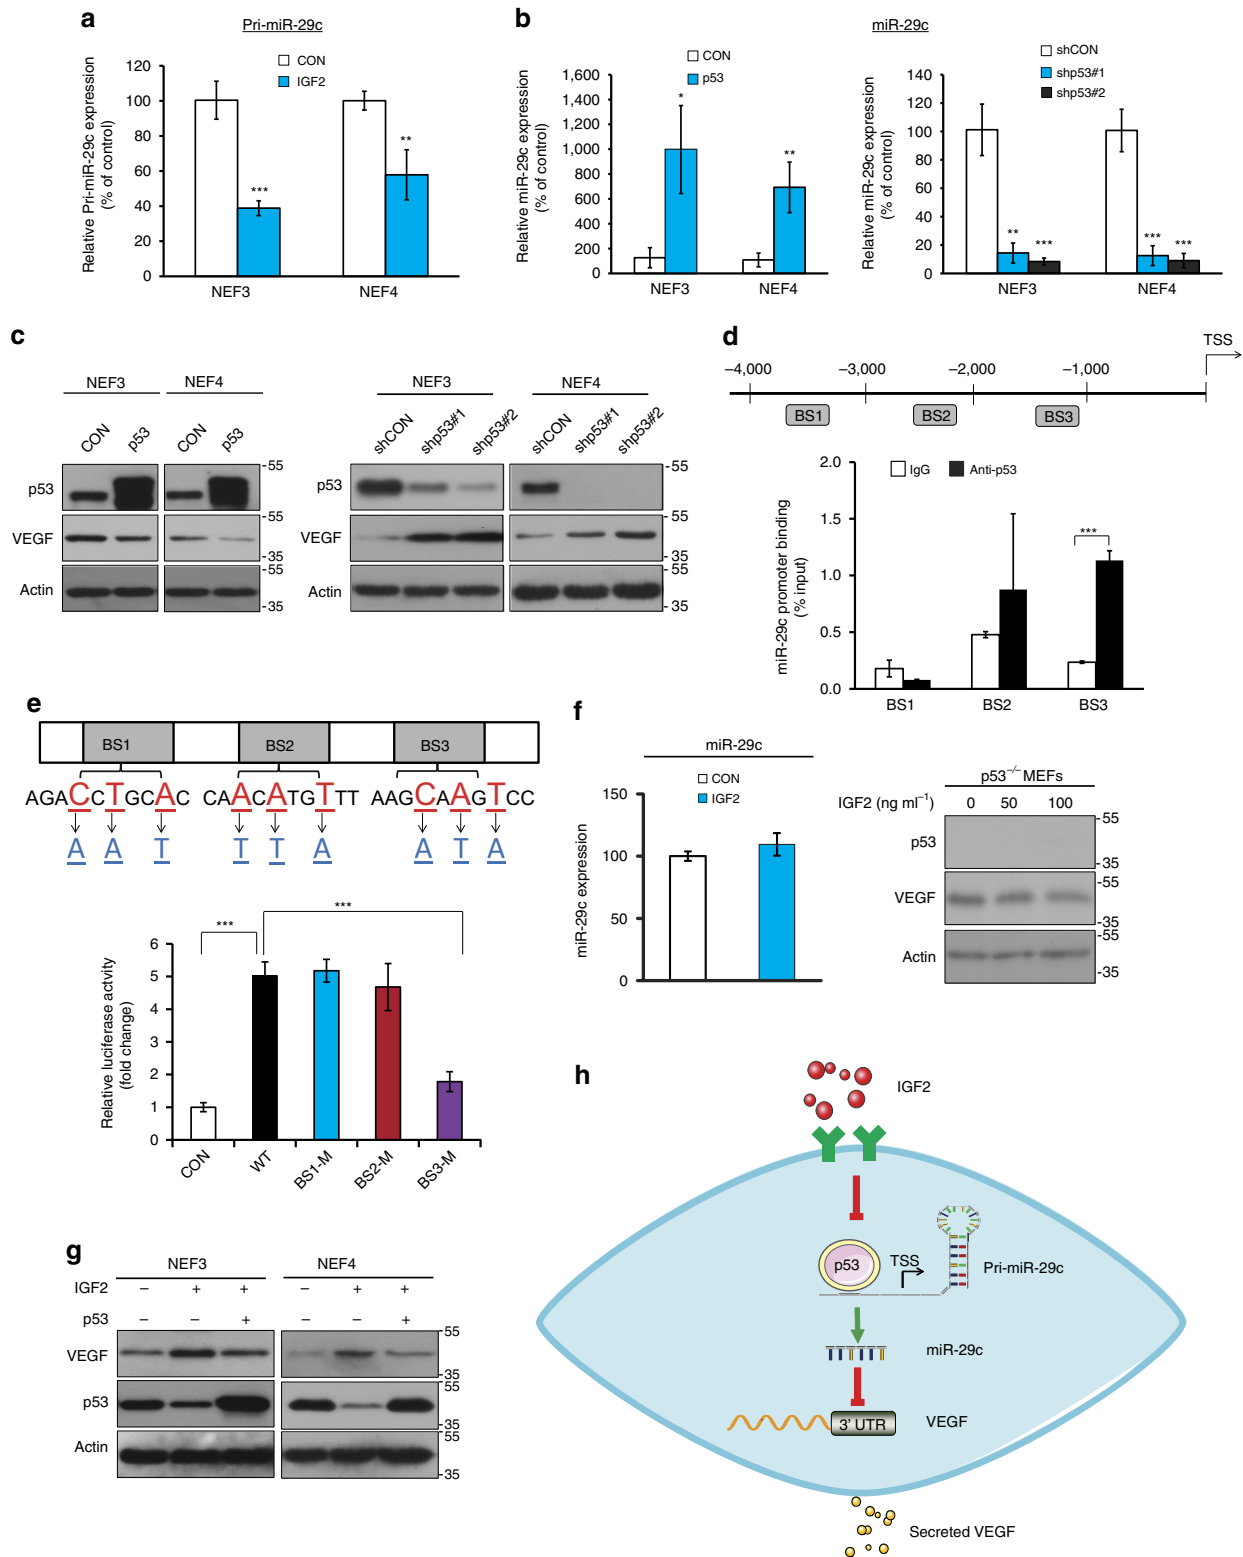 a
Pri-miR-29c
CON
IGF2
Relative Pri-miR-29c expression
(% of control)
120
100
80
60
40
20
0
***
**
NEF3 NEF4
b
miR-29c
CON
p53
Relative miR-29c expression
(% of control)
1,600
1,400
1,200
1,000
800
600
400
200
0
*
**
NEF3 NEF4
shCON
shp53#1
shp53#2
Relative miR-29c expression
(% of control)
140
120
100
80
60
40
20
0
** *** *** ***
NEF3 NEF4
c
NEF3 NEF4
CON p53 CON p53
p53
VEGF
Actin
-55
-55
-35
-55
-35
NEF3 NEF4
shCON shp53#1 shp53#2 shCON shp53#1 shp53#2
p53
VEGF
Actin
-55
-55
-35
-55
-35
d
TSS
–4,000 –3,000 –2,000 –1,000
BS1 BS2 BS3
IgG Anti-p53
miR-29c promoter binding
(% input)
2.0
1.5
1.0
0.5
0.0
***
BS1 BS2 BS3
e
BS1 BS2 BS3
AGACCTGCAC CAACATGTTT AAGCAAGTCC
A A T T T A A T A
Relative luciferase actvity
(fold change)
6
5
4
3
2
1
0
*** ***
CON WT BS1-M BS2-M BS3-M
f
miR-29c
CON
IGF2
miR-29c expression
150
100
50
0
p53–/– MEFs
IGF2 (ng ml–1) 0 50 100
p53
VEGF
Actin
-55
-35
-55
-35
-55
-35
g
NEF3 NEF4
IGF2 – + + – + +
p53 – – + – – +
VEGF
p53
Actin
-55
-35
-55
-35
-55
-35
h
IGF2
p53
TSS
Pri-miR-29c
miR-29c
3' UTR
VEGF
Secreted VEGF